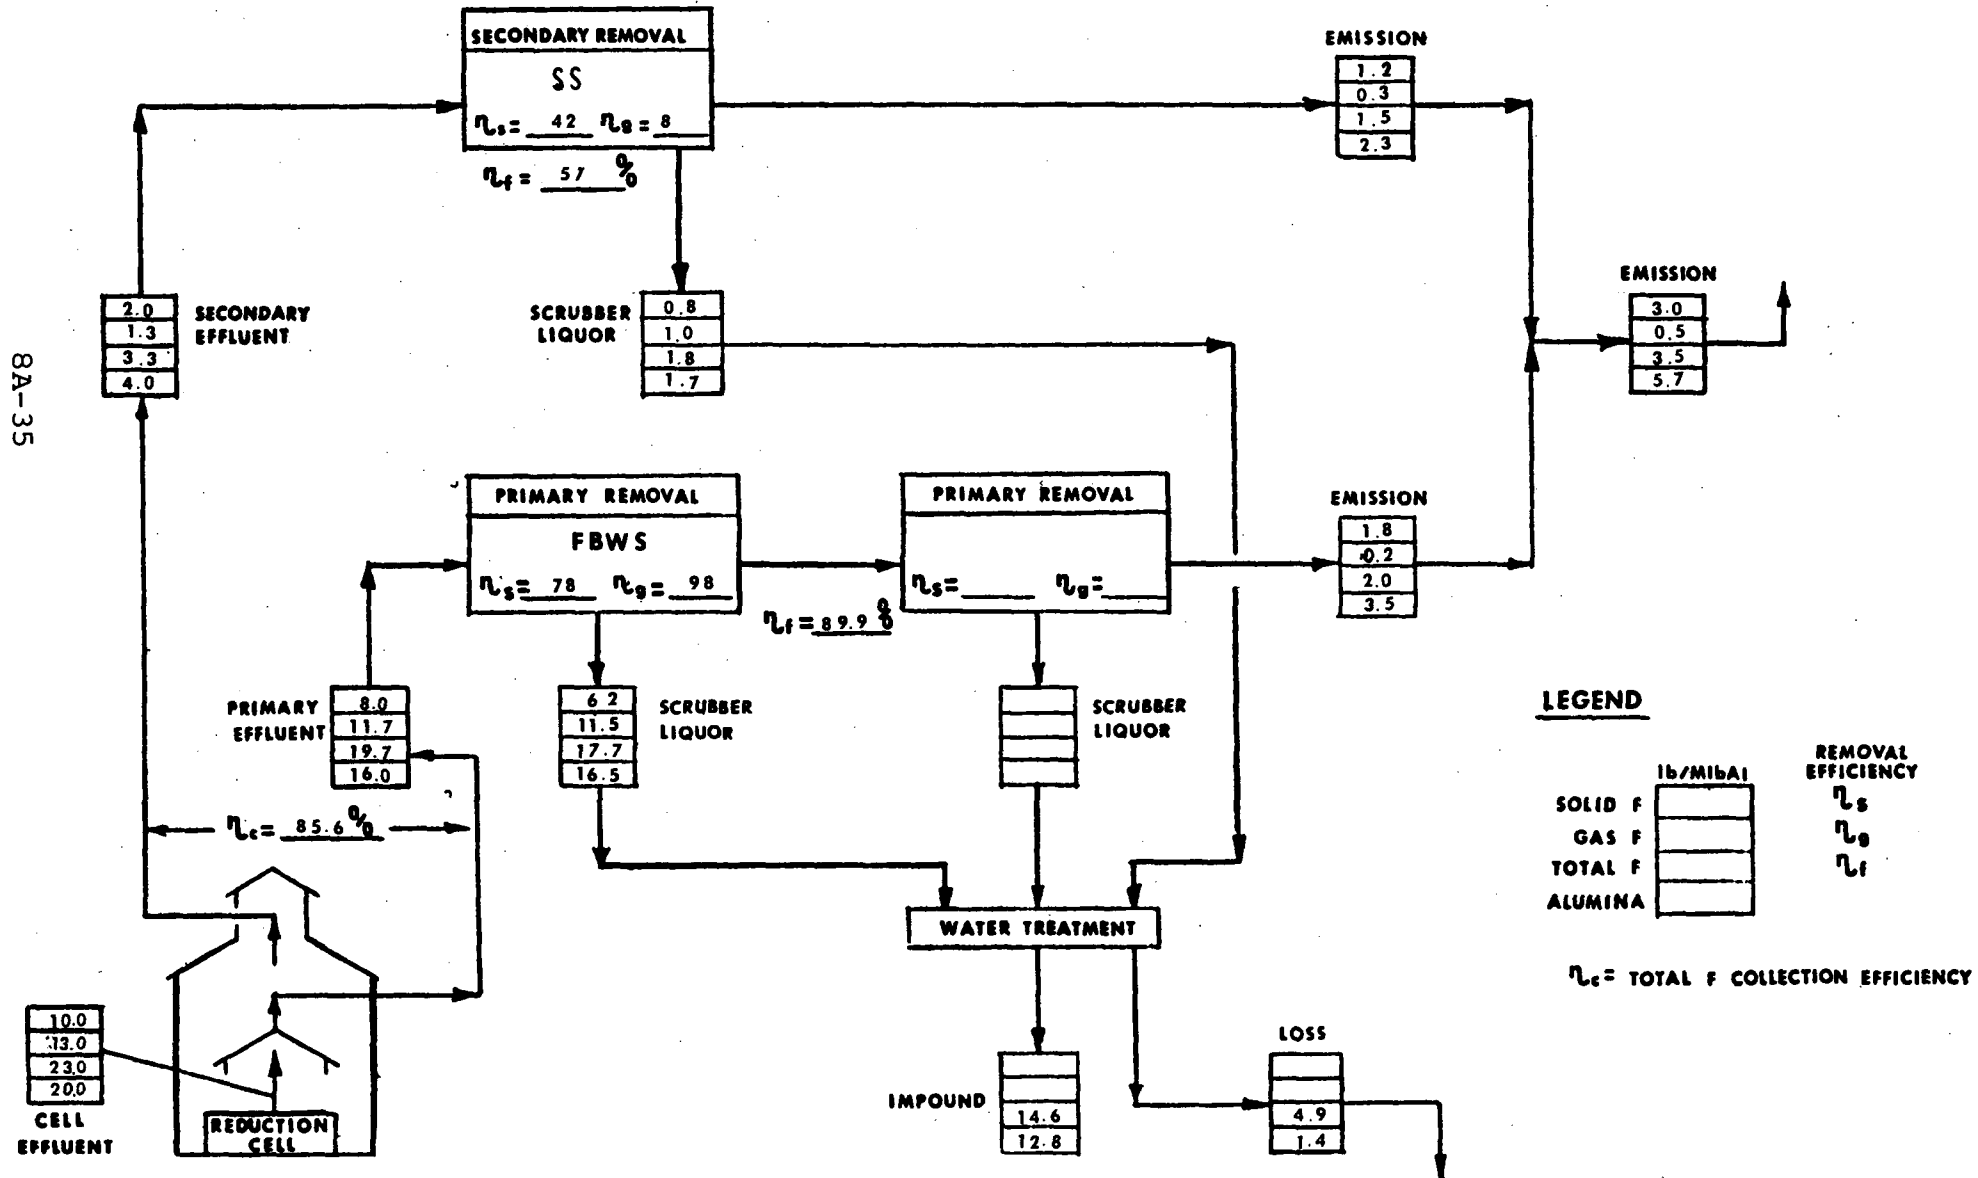 SECONDARY REMOVAL
SS
ηs= 42 ηg= 8
ηf= 57 %
EMISSION
1.2
0.3
1.5
2.3
2.0
1.3
3.3
4.0
SECONDARY
EFFLUENT
SCRUBBER
LIQUOR
0.8
1.0
1.8
1.7
EMISSION
3.0
0.5
3.5
5.7
8A-35
PRIMARY REMOVAL
FBWS
ηs= 78 ηg= 98
PRIMARY REMOVAL
ηs= ηg=
ηf= 89.9 %
EMISSION
1.8
0.2
2.0
3.5
PRIMARY
EFFLUENT
8.0
11.7
19.7
16.0
6 2
11.5
17.7
16.5
SCRUBBER
LIQUOR
SCRUBBER
LIQUOR
LEGEND
lb/MlbAl
REMOVAL
EFFICIENCY
SOLID F
ηs
GAS F
ηg
TOTAL F
ηf
ALUMINA
ηc= TOTAL F COLLECTION EFFICIENCY
ηc= 85.6%
WATER TREATMENT
10.0
13.0
23.0
20.0
CELL
EFFLUENT
REDUCTION
CELL
IMPOUND
14.6
12.8
LOSS
4.9
1.4